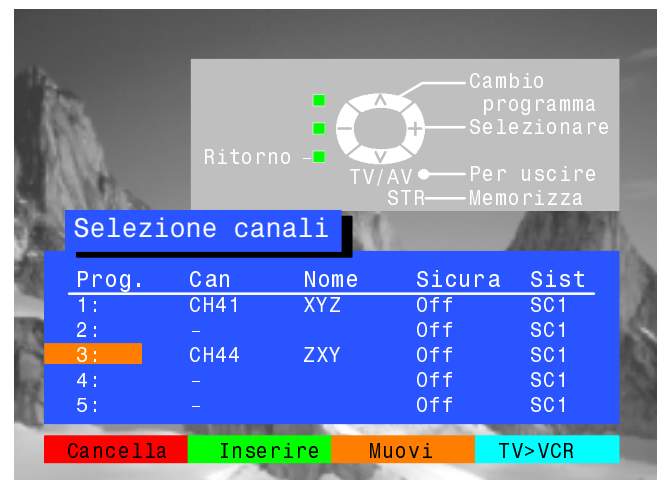 Cambio
programma
Selezionare
Ritorno
TV/AV Per uscire
STR Memorizza
Selezione canali
Prog. Can Nome Sicura Sist
1: CH41 XYZ Off SC1
2: – Off SC1
3: CH44 ZXY Off SC1
4: – Off SC1
5: – Off SC1
Cancella Inserire Muovi TV>VCR